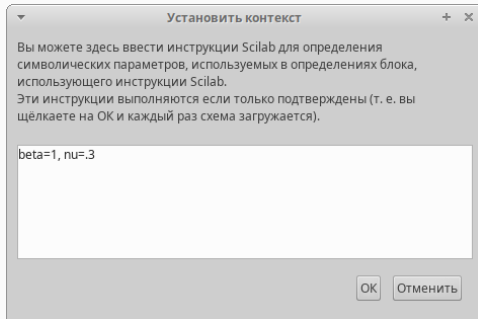 Установить контекст
Вы можете здесь ввести инструкции Scilab для определения
символических параметров, используемых в определениях блока,
использующего инструкции Scilab.
Эти инструкции выполняются если только подтверждены (т. е. вы
щёлкаете на ОК и каждый раз схема загружается).
beta=1, nu=.3
ОК Отменить